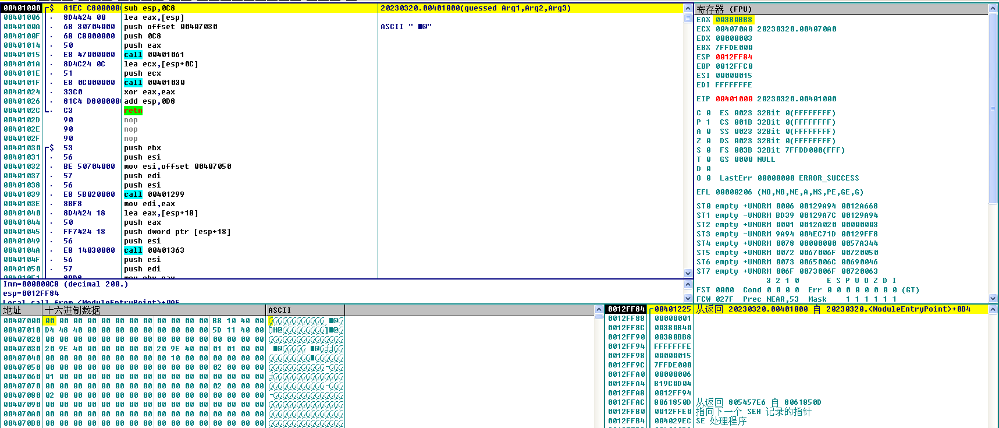 00401000 $ 81EC C8000000 sub esp,0C8 20230320.00401000(guessed Arg1,Arg2,Arg3)
00401006 . 8D4424 00 lea eax,[esp]
0040100A . 68 30704000 push offset 00407030 ASCII " ■@"
0040100F . 68 C8000000 push 0C8
00401014 . 50 push eax
00401015 . E8 47000000 call 00401061
0040101A . 8D4C24 0C lea ecx,[esp+0C]
0040101E . 51 push ecx
0040101F . E8 0C000000 call 00401030
00401024 . 33C0 xor eax,eax
00401026 . 81C4 D8000000 add esp,0D8
0040102C . C3 retn
0040102D 90 nop
0040102E 90 nop
0040102F 90 nop
00401030 $ 53 push ebx
00401031 . 56 push esi
00401032 . BE 50704000 mov esi,offset 00407050
00401037 . 57 push edi
00401038 . 56 push esi
00401039 . E8 5B020000 call 00401299
0040103E . 8BF8 mov edi,eax
00401040 . 8D4424 18 lea eax,[esp+18]
00401044 . 50 push eax
00401045 . FF7424 18 push dword ptr [esp+18]
00401049 . 56 push esi
0040104A . E8 14030000 call 00401363
0040104F . 56 push esi
00401050 . 57 push edi
00401051 . 8BD8 mov ebx,eax
Imm=000000C8 (decimal 200.)
esp=0012FF84
Local call from <ModuleEntryPoint>+0AF
寄存器 (FPU)
EAX 00380BB8
ECX 004070A0 20230320.004070A0
EDX 00000003
EBX 7FFDE000
ESP 0012FF84
EBP 0012FFC0
ESI 00000015
EDI FFFFFFFE
EIP 00401000 20230320.00401000
C 0 ES 0023 32Bit 0(FFFFFFFF)
P 1 CS 001B 32Bit 0(FFFFFFFF)
A 0 SS 0023 32Bit 0(FFFFFFFF)
Z 0 DS 0023 32Bit 0(FFFFFFFF)
S 0 FS 003B 32Bit 7FFDD000(FFF)
T 0 GS 0000 NULL
D 0
O 0 LastErr 00000000 ERROR_SUCCESS
EFL 00000206 (NO,NB,NE,A,NS,PE,GE,G)
ST0 empty +UNORM 0006 00129A94 0012A668
ST1 empty -UNORM BD39 00129A7C 00129A94
ST2 empty +UNORM 0001 0012A020 00000003
ST3 empty -UNORM 9A94 004EC71D 00129FF8
ST4 empty +UNORM 0078 00000000 0057A344
ST5 empty +UNORM 0072 0067006F 00720050
ST6 empty +UNORM 0073 0065006C 00690046
ST7 empty +UNORM 006F 0073006F 00720063
3 2 1 0 E S P U O Z D I
FST 0000 Cond 0 0 0 0 Err 0 0 0 0 0 0 0 0 (GT)
FCW 027F Prec NEAR,53 Mask 1 1 1 1 1 1
地址 十六进制数据 ASCII
00407000 00 00 00 00 00 00 00 00 00 00 00 00 B8 10 40 00
00407010 D4 48 40 00 00 00 00 00 00 00 00 00 5D 11 40 00
00407020 00 00 00 00 00 00 00 00 00 00 00 00 00 00 00 00
00407030 20 9E 40 00 00 00 00 00 20 9E 40 00 01 01 00 00
00407040 00 00 00 00 00 00 00 00 00 10 00 00 00 00 00 00
00407050 00 00 00 00 00 00 00 00 00 00 00 00 02 00 00 00
00407060 01 00 00 00 00 00 00 00 00 00 00 00 00 00 00 00
00407070 00 00 00 00 00 00 00 00 00 00 00 00 02 00 00 00
00407080 02 00 00 00 00 00 00 00 00 00 00 00 00 00 00 00
00407090 00 00 00 00 00 00 00 00 00 00 00 00 00 00 00 00
004070A0 00 00 00 00 00 00 00 00 00 00 00 00 00 00 00 00
004070B0 00 00 00 00 00 00 00 00 00 00 00 00 00 00 00 00
0012FF84 00401225 从返回 20230320.00401000 自 20230320.<ModuleEntryPoint>+0B4
0012FF88 00000001
0012FF8C 00380B40
0012FF90 00380BB8
0012FF94 FFFFFFFE
0012FF98 00000015
0012FF9C 7FFDE000
0012FFA0 00000006
0012FFA4 B19C0D04
0012FFA8 0012FF94
0012FFAC 8061850D 从返回 805457E6 自 8061850D
0012FFB0 0012FFE0 指向下一个 SEH 记录的指针
0012FFB4 004029EC SE 处理程序